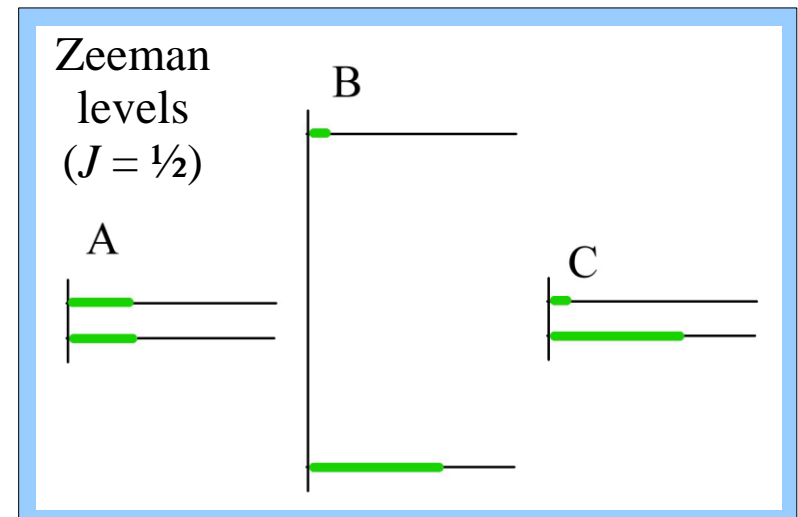 Zeeman
levels
(J = ½)
A
B
C